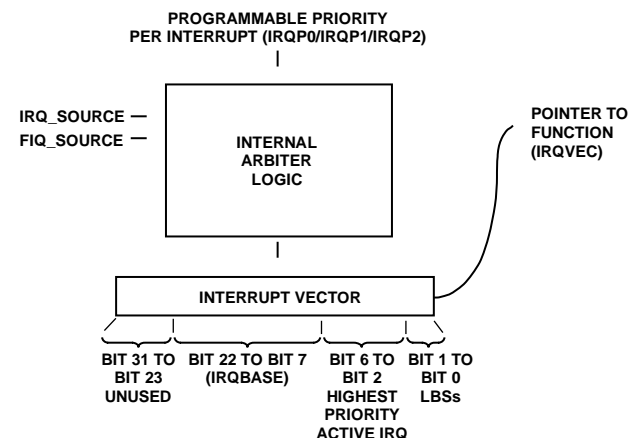 PROGRAMMABLE PRIORITY
PER INTERRUPT (IRQP0/IRQP1/IRQP2)
IRQ_SOURCE
FIQ_SOURCE
INTERNAL
ARBITER
LOGIC
POINTER TO
FUNCTION
(IRQVEC)
INTERRUPT VECTOR
BIT 31 TO
BIT 23
UNUSED
BIT 22 TO BIT 7
(IRQBASE)
BIT 6 TO
BIT 2
HIGHEST
PRIORITY
ACTIVE IRQ
BIT 1 TO
BIT 0
LBSs